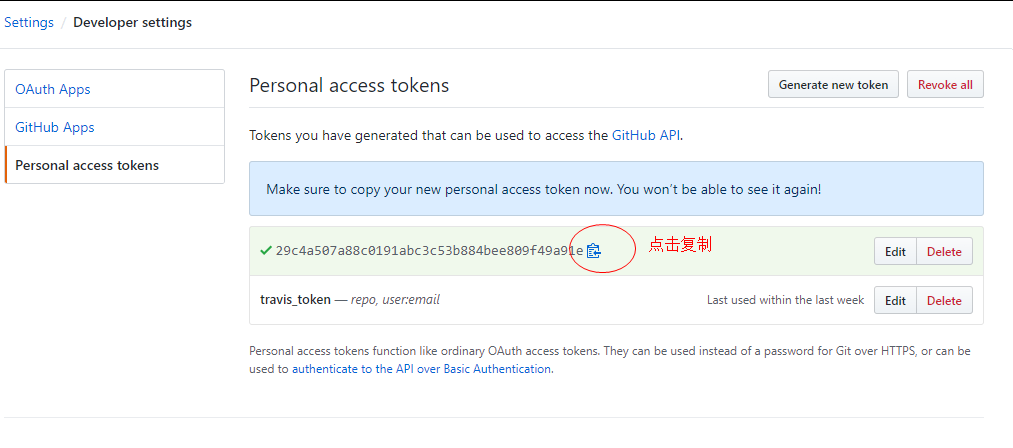 Settings / Developer settings
OAuth Apps
GitHub Apps
Personal access tokens
Personal access tokens
Generate new token
Revoke all
Tokens you have generated that can be used to access the GitHub API.
Make sure to copy your new personal access token now. You won't be able to see it again!
29c4a507a88c0191abc3c53b884bee809f49a91e
点击复制
Edit
Delete
travis_token — repo, user:email
Last used within the last week
Edit
Delete
Personal access tokens function like ordinary OAuth access tokens. They can be used instead of a password for Git over HTTPS, or can be
used to authenticate to the API over Basic Authentication.